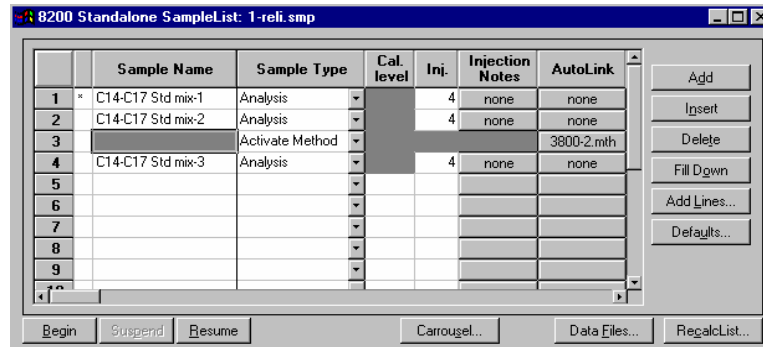 8200 Standalone SampleList: 1-reli.smp
Sample Name Sample Type Cal. level Inj. Injection Notes AutoLink
1 * C14-C17 Std mix-1 Analysis 4 none none
2 C14-C17 Std mix-2 Analysis 4 none none
3 Activate Method 3800-2.mth
4 C14-C17 Std mix-3 Analysis 4 none none
5
6
7
8
9
Add
Insert
Delete
Fill Down
Add Lines...
Defaults...
Begin Suspend Resume Carrousel... Data Files... RecalcList...